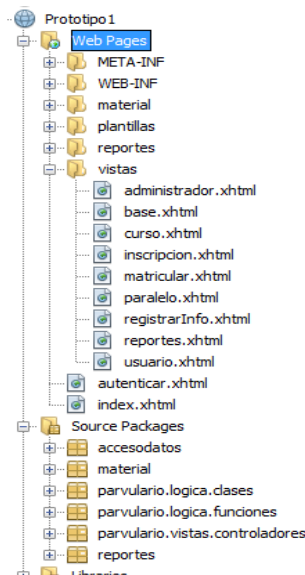 Prototipo1
Web Pages
META-INF
WEB-INF
material
plantillas
reportes
vistas
administrador.xhtml
base.xhtml
curso.xhtml
inscripcion.xhtml
matricular.xhtml
paralelo.xhtml
registrarInfo.xhtml
reportes.xhtml
usuario.xhtml
autenticar.xhtml
index.xhtml
Source Packages
accesodatos
material
parvulario.logica.clases
parvulario.logica.funciones
parvulario.vistas.controladores
reportes
Libraries